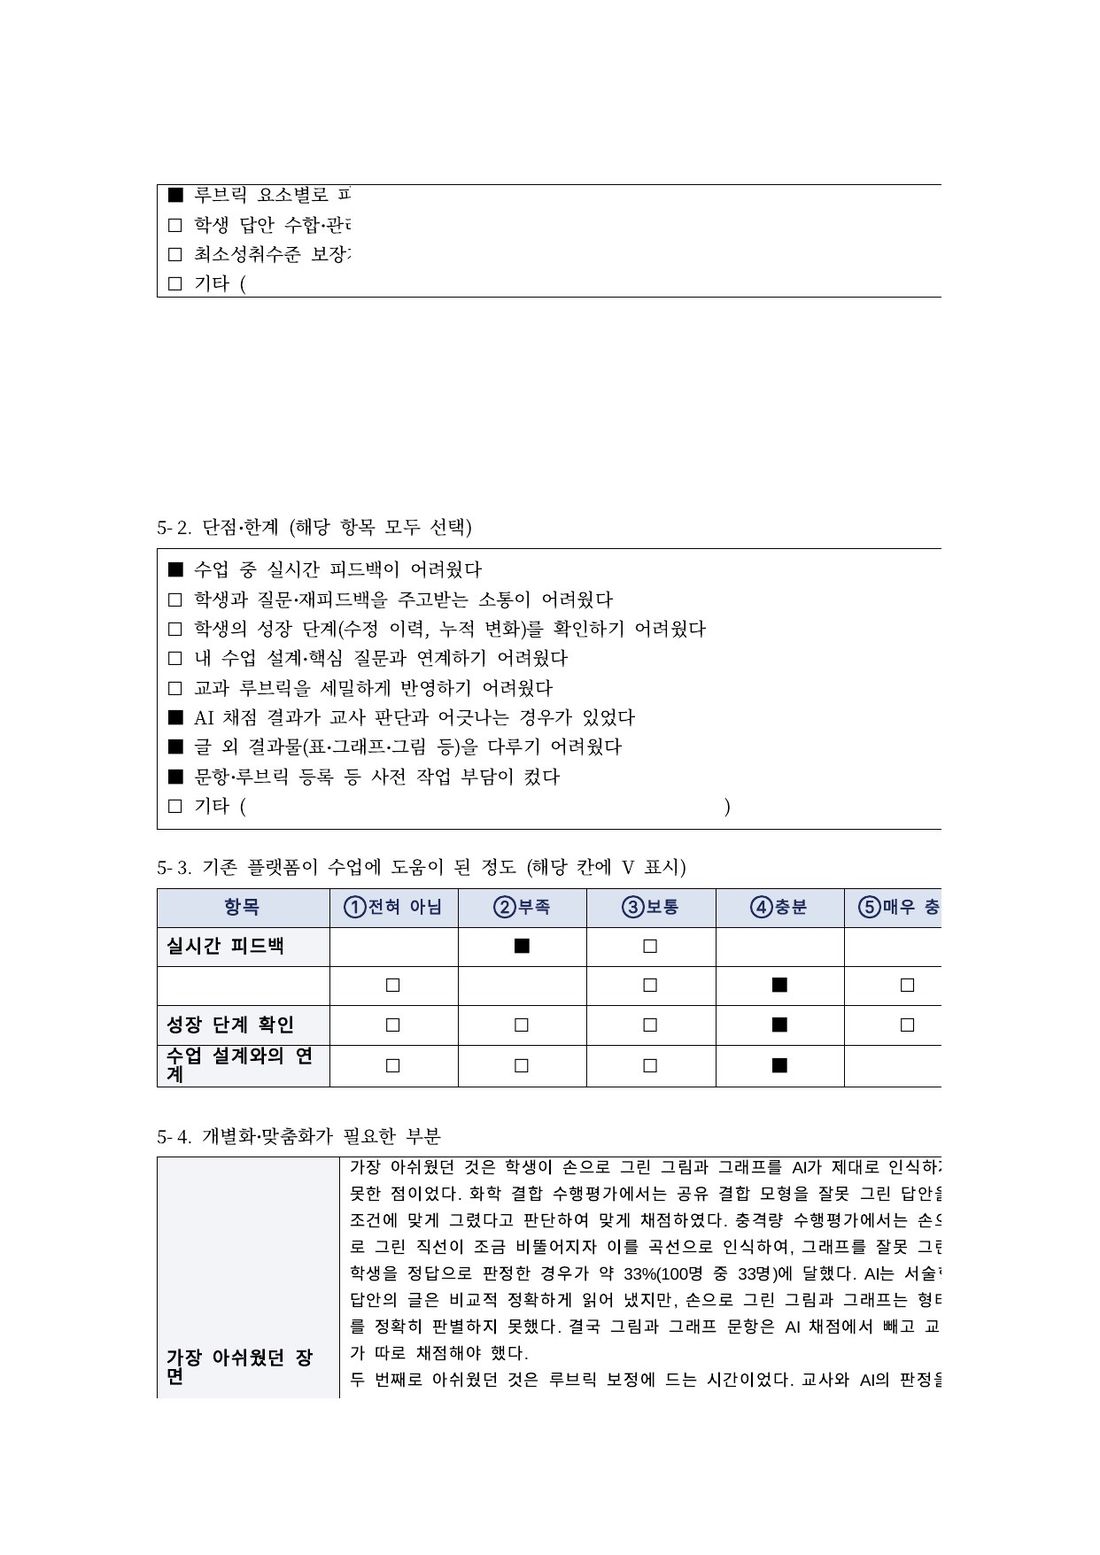 ■ 루브릭 요소별로
□ 학생 답안
□ 최소성취수준
□ 기타 (
5-2. 단점·한계 (해당 항목 모두 선택)
■ 수업 중 실시간 피드백이 어려웠다
□ 학생과 질문·재피드백을 주고받는 소통이 어려웠다
□ 학생의 성장 단계(수정 이력, 누적 변화)를 확인하기 어려웠다
□ 내 수업 설계·핵심 질문과 연계하기 어려웠다
□ 교과 루브릭을 세밀하게 반영하기 어려웠다
■ AI 채점 결과가 교사 판단과 어긋나는 경우가 있었다
■ 글 외 결과물(표·그래프·그림 등)을 다루기 어려웠다
■ 문항·루브릭 등록 등 사전 작업 부담이 컸다
□ 기타 ( )
5-3. 기존 플랫폼이 수업에 도움이 된 정도 (해당 칸에 V 표시)
항목 ①전혀 아님 ②부족 ③보통 ④충분 ⑤매우
실시간 피드백 ■ □
□ □ ■ □
성장 단계 확인 □ □ □ ■ □
수업 설계와의 연
계 □ □ □ ■
5-4. 개별화·맞춤화가 필요한 부분
가장 아쉬웠던 장
면
가장 아쉬웠던 것은 학생이 손으로 그린 그림과 그래프를 AI가 제대로
못한 점이었다. 화학 결합 수행평가에서는 공유 결합 모형을 잘못 그린
조건에 맞게 그렸다고 판단하여 맞게 채점하였다. 충격량 수행평가에서는
로 그린 직선이 조금 비뚤어지자 이를 곡선으로 인식하여, 그래프를 잘못
학생을 정답으로 판정한 경우가 약 33%(100명 중 33명)에 달했다. AI는
답안의 글은 비교적 정확하게 읽어 냈지만, 손으로 그린 그림과 그래프는
를 정확히 판별하지 못했다. 결국 그림과 그래프 문항은 AI 채점에서 빼고 교
가 따로 채점해야 했다.
두 번째로 아쉬웠던 것은 루브릭 보정에 드는 시간이었다. 교사와 AI의